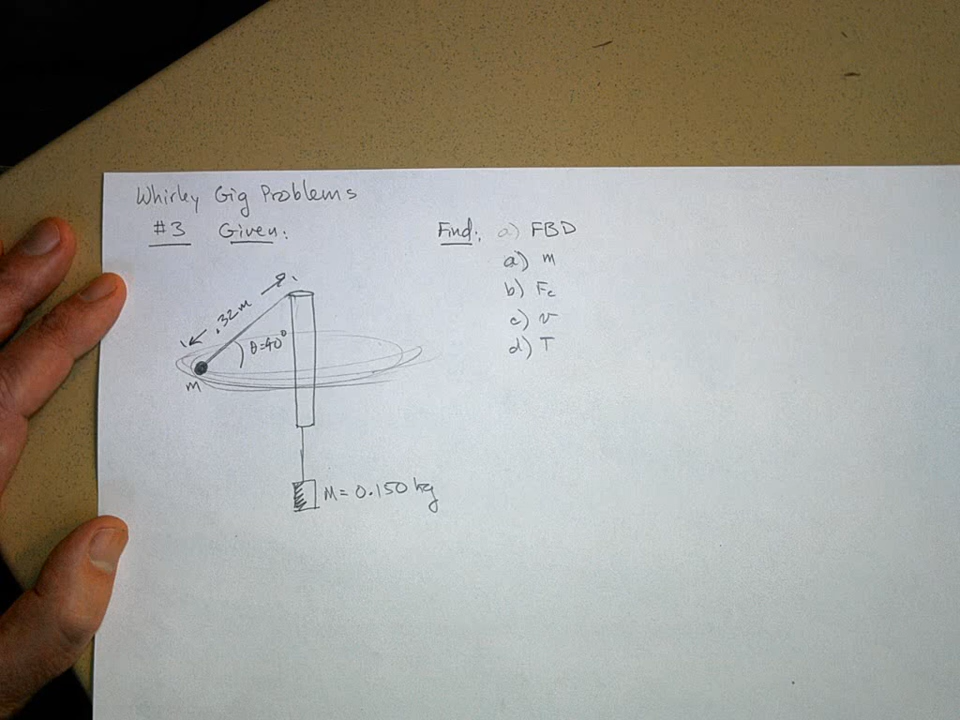 Whirley Gig Problems
#3 Given:
Find: a) FBD
a) m
b) Fc
c) v
d) T
.32m
θ=40°
m
M = 0.150 kg